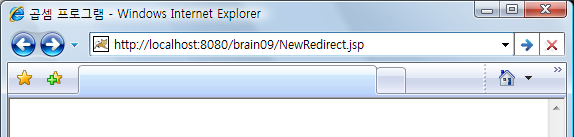 곱셈 프로그램 - Windows Internet Explorer
http://localhost:8080/brain09/NewRedirect.jsp